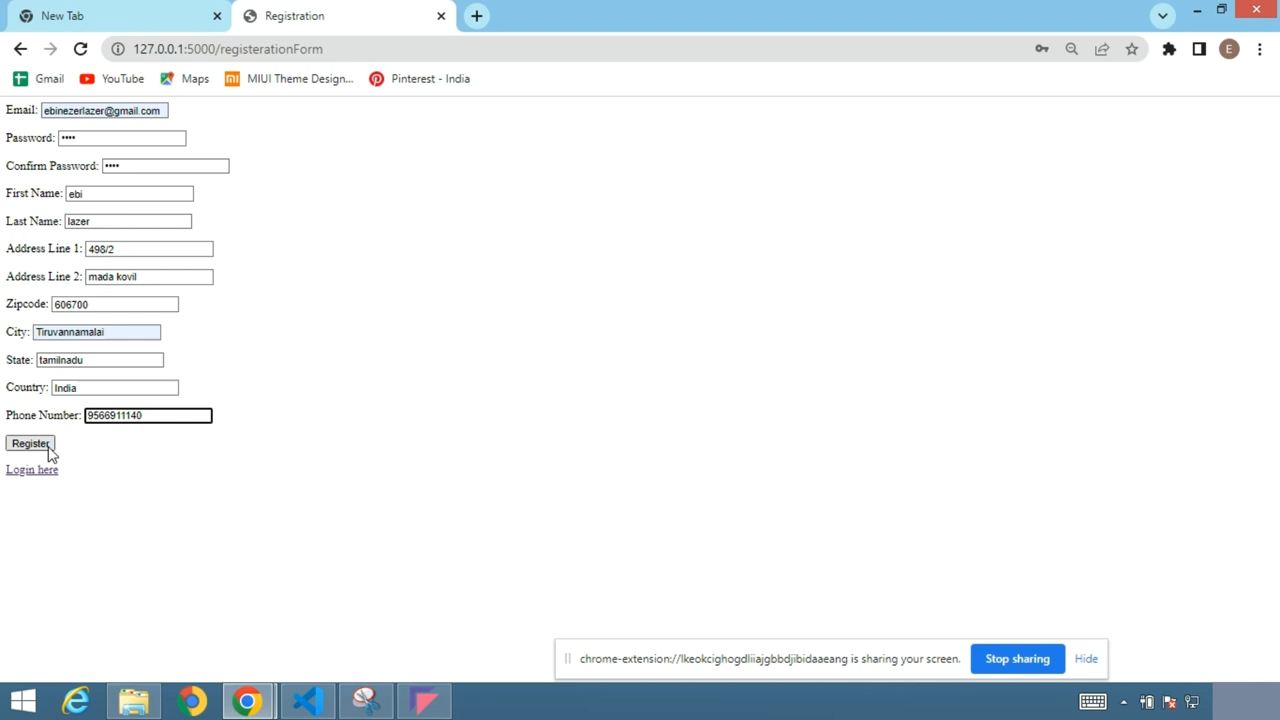 New Tab
Registration
127.0.0.1:5000/registerationForm
E
Gmail
YouTube
Maps
MIUI Theme Design...
Pinterest - India
Email: ebinezerlazer@gmail.com
Password: ••••
Confirm Password: ••••
First Name: ebi
Last Name: lazer
Address Line 1: 498/2
Address Line 2: mada kovil
Zipcode: 606700
City: Tiruvannamalai
State: tamilnadu
Country: India
Phone Number: 9566911140
Register
Login here
chrome-extension://lkeokcighogdliiajgbbdjibidaaeang is sharing your screen.
Stop sharing
Hide